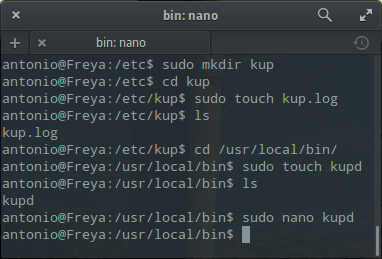 bin: nano
bin: nano
antonio@Freya:/etc$ sudo mkdir kup
antonio@Freya:/etc$ cd kup
antonio@Freya:/etc/kup$ sudo touch kup.log
antonio@Freya:/etc/kup$ ls
kup.log
antonio@Freya:/etc/kup$ cd /usr/local/bin/
antonio@Freya:/usr/local/bin$ sudo touch kupd
antonio@Freya:/usr/local/bin$ ls
kupd
antonio@Freya:/usr/local/bin$ sudo nano kupd
antonio@Freya:/usr/local/bin$